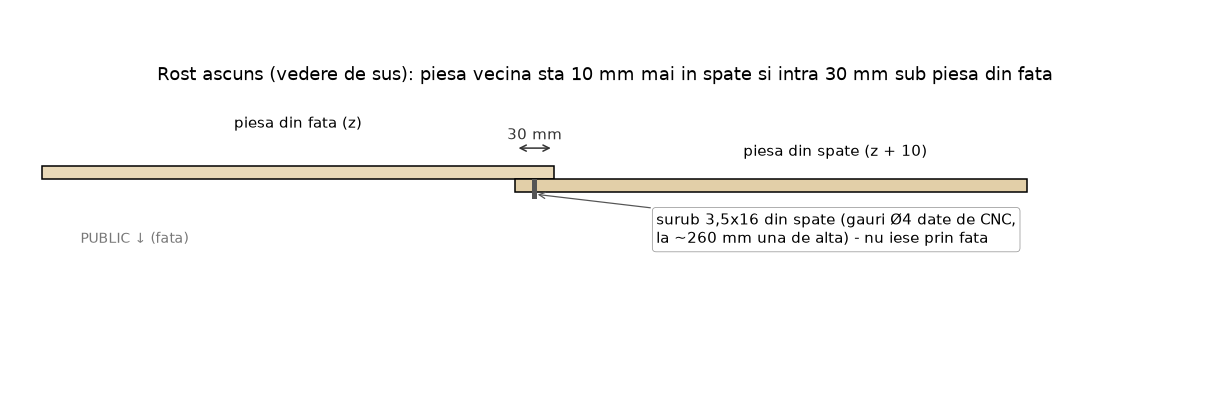 Rost ascuns (vedere de sus): piesa vecina sta 10 mm mai in spate si intra 30 mm sub piesa din fata
piesa din fata (z)
30 mm
piesa din spate (z + 10)
surub 3,5x16 din spate (gauri Ø4 date de CNC,
la ~260 mm una de alta) - nu iese prin fata
PUBLIC ↓ (fata)